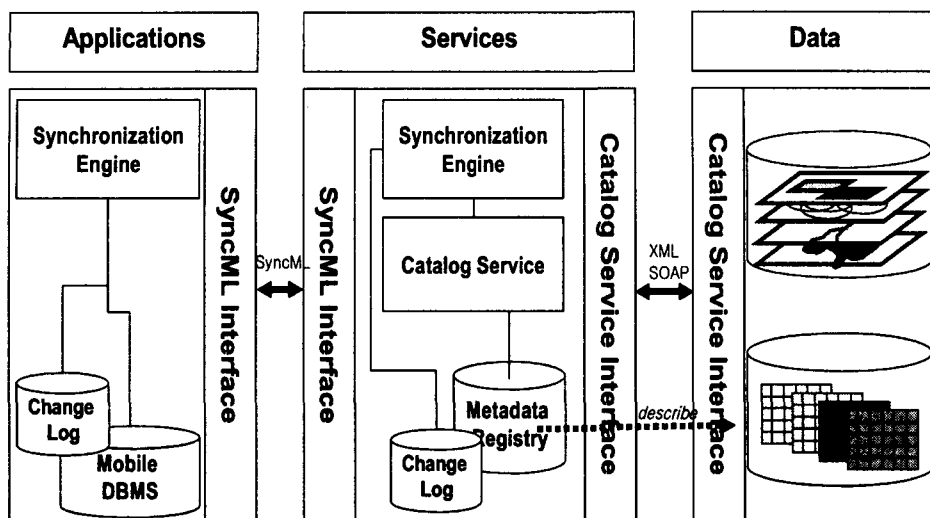 Applications
Services
Data
Synchronization
Engine
Change
Log
Mobile
DBMS
SyncML Interface
SyncML
SyncML Interface
Synchronization
Engine
Catalog Service
Metadata
Registry
Change
Log
Catalog Service Interface
XML
SOAP
describe
Catalog Service Interface